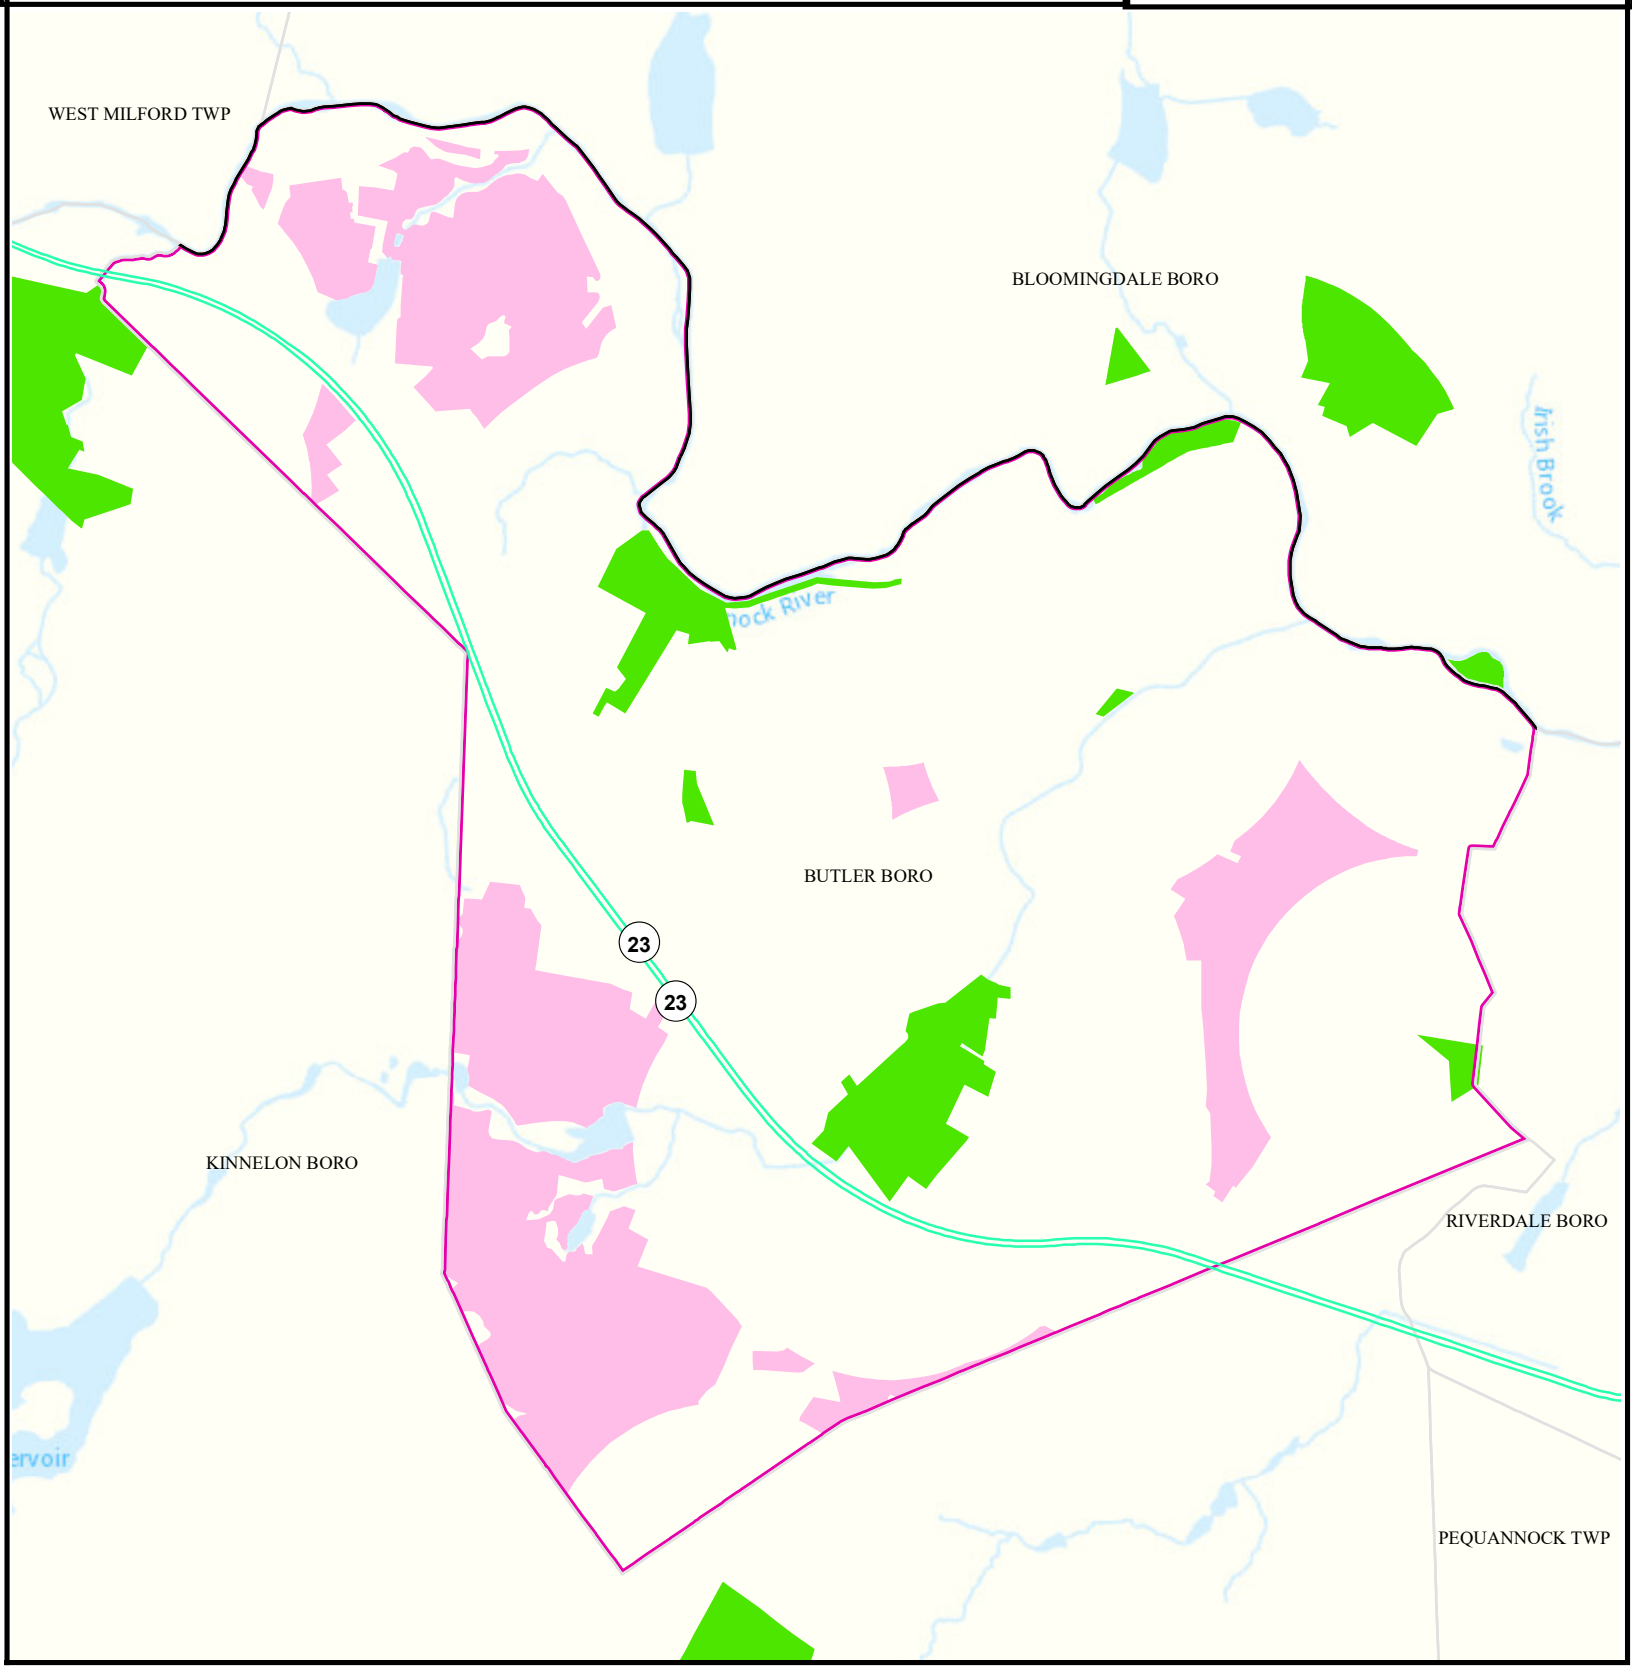 WEST MILFORD TWP
BLOOMINGDALE BORO
Irish Brook
nock River
BUTLER BORO
23
23
KINNELON BORO
RIVERDALE BORO
ervoir
PEQUANNOCK TWP